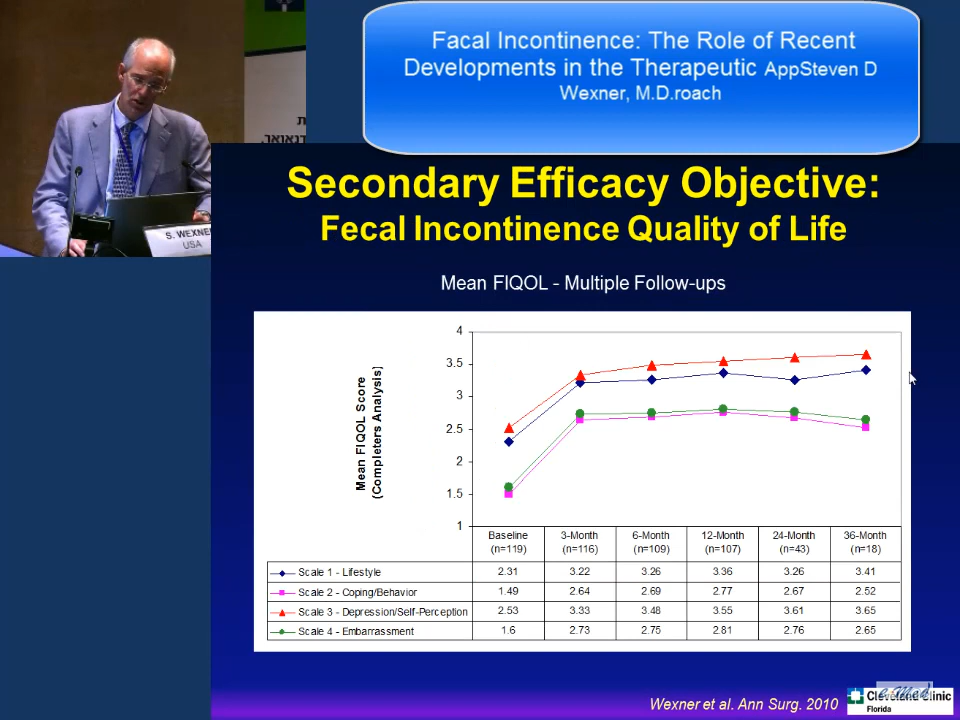 Facal Incontinence: The Role of Recent
Developments in the Therapeutic AppSteven D
Wexner, M.D.roach
ת
דנאואר,
S. WEXNER
USA
Secondary Efficacy Objective:
Fecal Incontinence Quality of Life
Mean FIQOL - Multiple Follow-ups
Mean FIQOL Score
(Completers Analysis)
4
3.5
3
2.5
2
1.5
1
Baseline 3-Month 6-Month 12-Month 24-Month 36-Month
(n=119) (n=116) (n=109) (n=107) (n=43) (n=18)
Scale 1 - Lifestyle 2.31 3.22 3.26 3.36 3.26 3.41
Scale 2 - Coping/Behavior 1.49 2.64 2.69 2.77 2.67 2.52
Scale 3 - Depression/Self-Perception 2.53 3.33 3.48 3.55 3.61 3.65
Scale 4 - Embarrassment 1.6 2.73 2.75 2.81 2.76 2.65
Wexner et al. Ann Surg. 2010
Cleveland Clinic
Florida